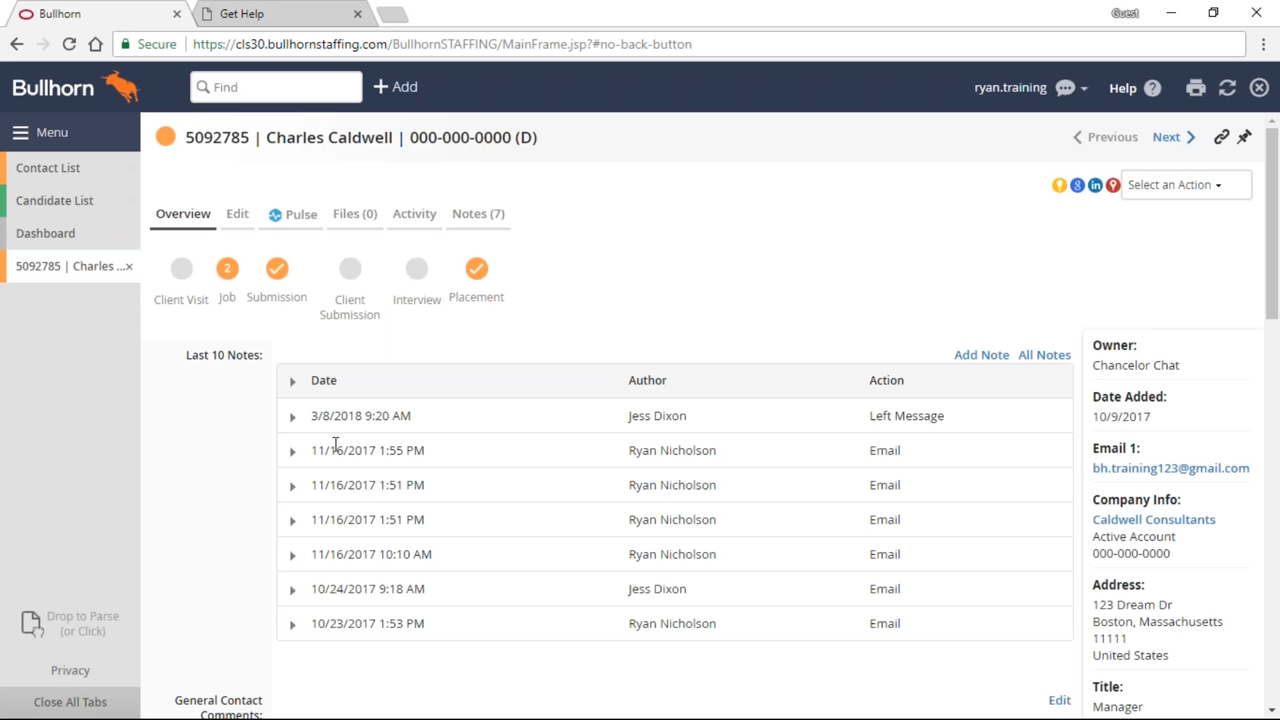 Bullhorn
Get Help
Guest
Secure https://cls30.bullhornstaffing.com/BullhornSTAFFING/MainFrame.jsp?#no-back-button
Bullhorn
Find
+ Add
ryan.training
Help ?
Menu
Contact List
Candidate List
Dashboard
5092785 | Charles ...×
5092785 | Charles Caldwell | 000-000-0000 (D)
Previous
Next
Select an Action
Overview
Edit
Pulse
Files (0)
Activity
Notes (7)
Client Visit
2
Job
Submission
Client
Submission
Interview
Placement
Last 10 Notes:
Add Note
All Notes
Date Author Action
3/8/2018 9:20 AM Jess Dixon Left Message
11/16/2017 1:55 PM Ryan Nicholson Email
11/16/2017 1:51 PM Ryan Nicholson Email
11/16/2017 1:51 PM Ryan Nicholson Email
11/16/2017 10:10 AM Ryan Nicholson Email
10/24/2017 9:18 AM Jess Dixon Email
10/23/2017 1:53 PM Ryan Nicholson Email
General Contact
Comments:
Edit
Owner:
Chancelor Chat
Date Added:
10/9/2017
Email 1:
bh.training123@gmail.com
Company Info:
Caldwell Consultants
Active Account
000-000-0000
Address:
123 Dream Dr
Boston, Massachusetts
11111
United States
Title:
Manager
Drop to Parse
(or Click)
Privacy
Close All Tabs